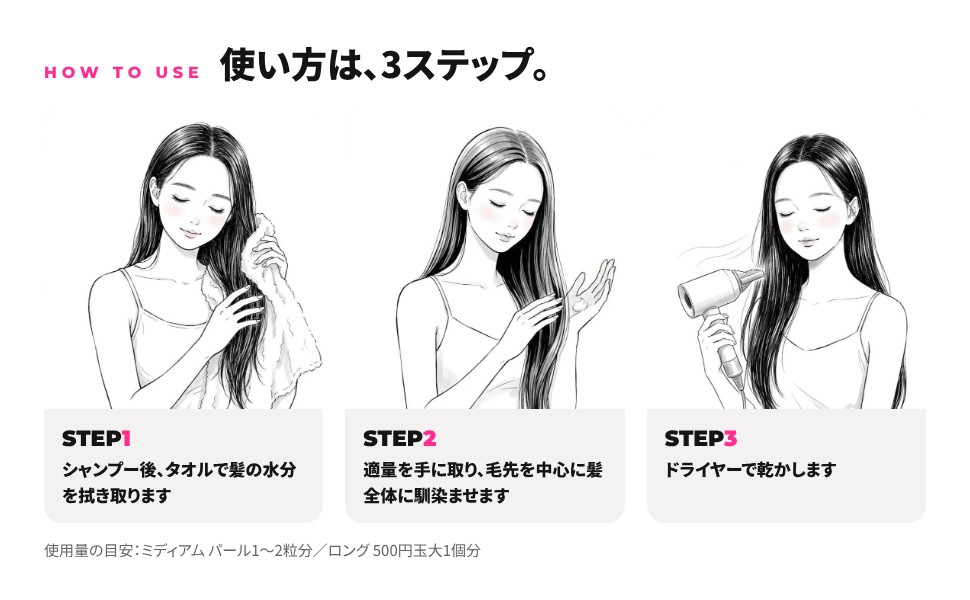 HOW TO USE 使い方は、3ステップ。
STEP1
シャンプー後、タオルで髪の水分
を拭き取ります
STEP2
適量を手に取り、毛先を中心に髪
全体に馴染ませます
STEP3
ドライヤーで乾かします
使用量の目安：ミディアム パール1〜2粒分／ロング 500円玉大1個分